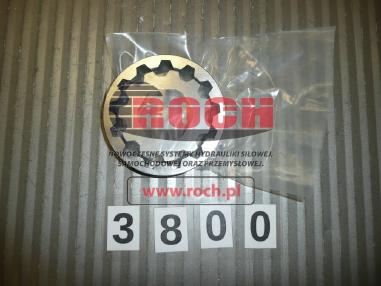 ROCH
NOWOCZESNE SYSTEMY HYDRAULIKI SIŁOWEJ,
SAMOCHODOWEJ ORAZ PRZEMYSŁOWEJ.
www.roch.pl
3800